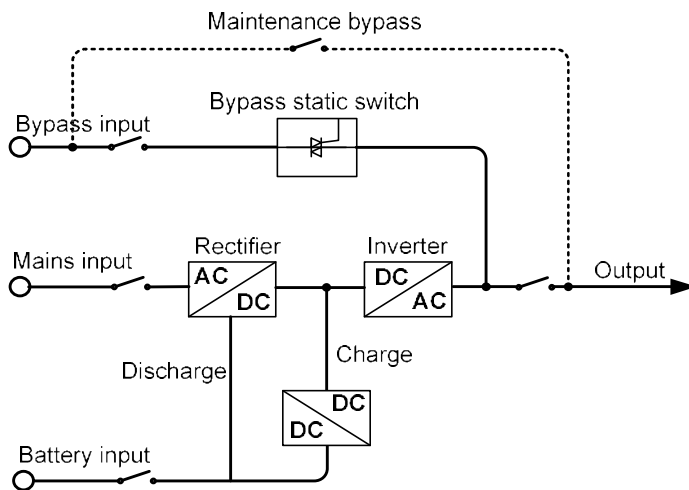 Maintenance bypass
Bypass static switch
Bypass input
Rectifier
Inverter
Mains input
AC
DC
DC
AC
Output
Discharge
Charge
DC
DC
Battery input